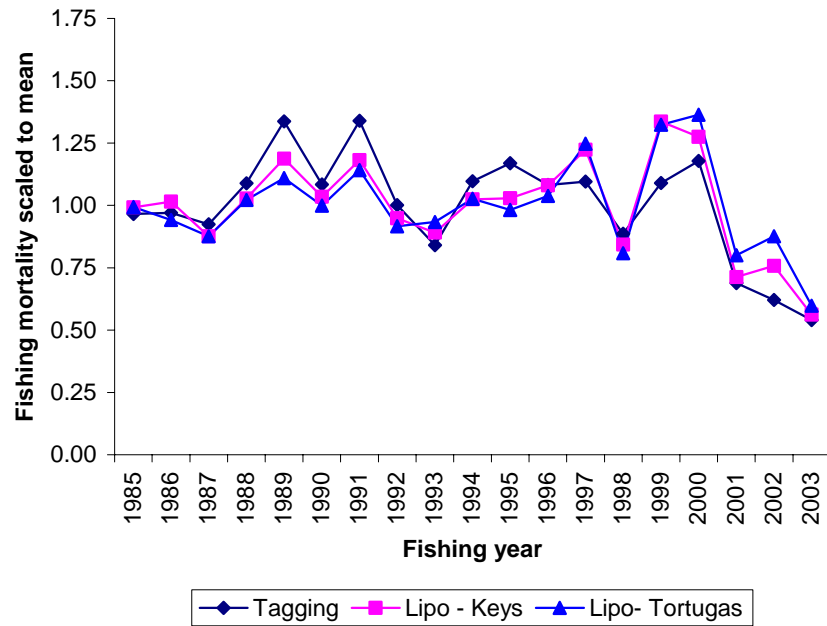 Fishing mortality scaled to mean
1.75
1.50
1.25
1.00
0.75
0.50
0.25
0.00
1985 1986 1987 1988 1989 1990 1991 1992 1993 1994 1995 1996 1997 1998 1999 2000 2001 2002 2003
Fishing year
Tagging Lipo - Keys Lipo- Tortugas